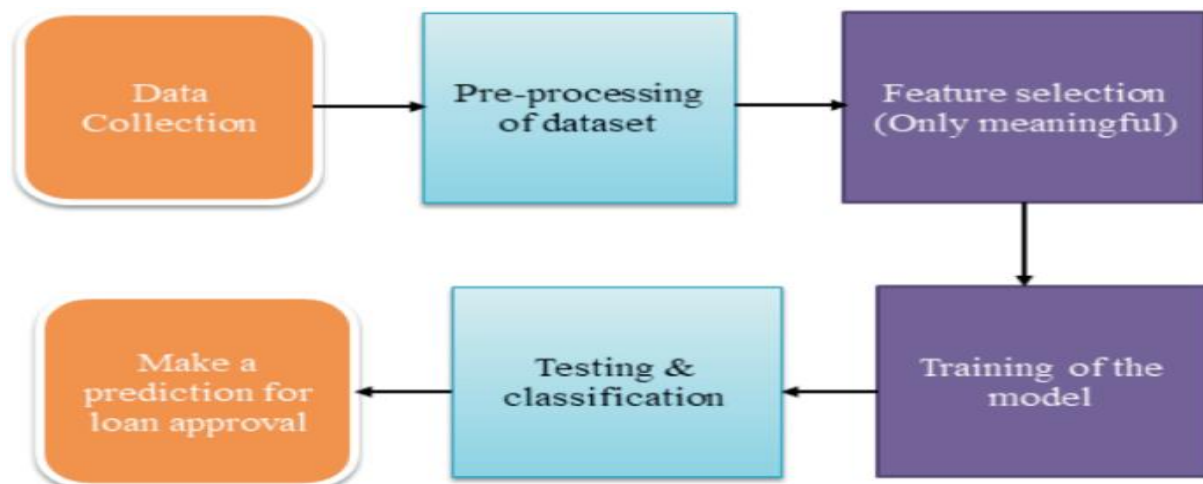 Data
Collection
Pre-processing
of dataset
Feature selection
(Only meaningful)
Training of the
model
Testing &
classification
Make a
prediction for
loan approval